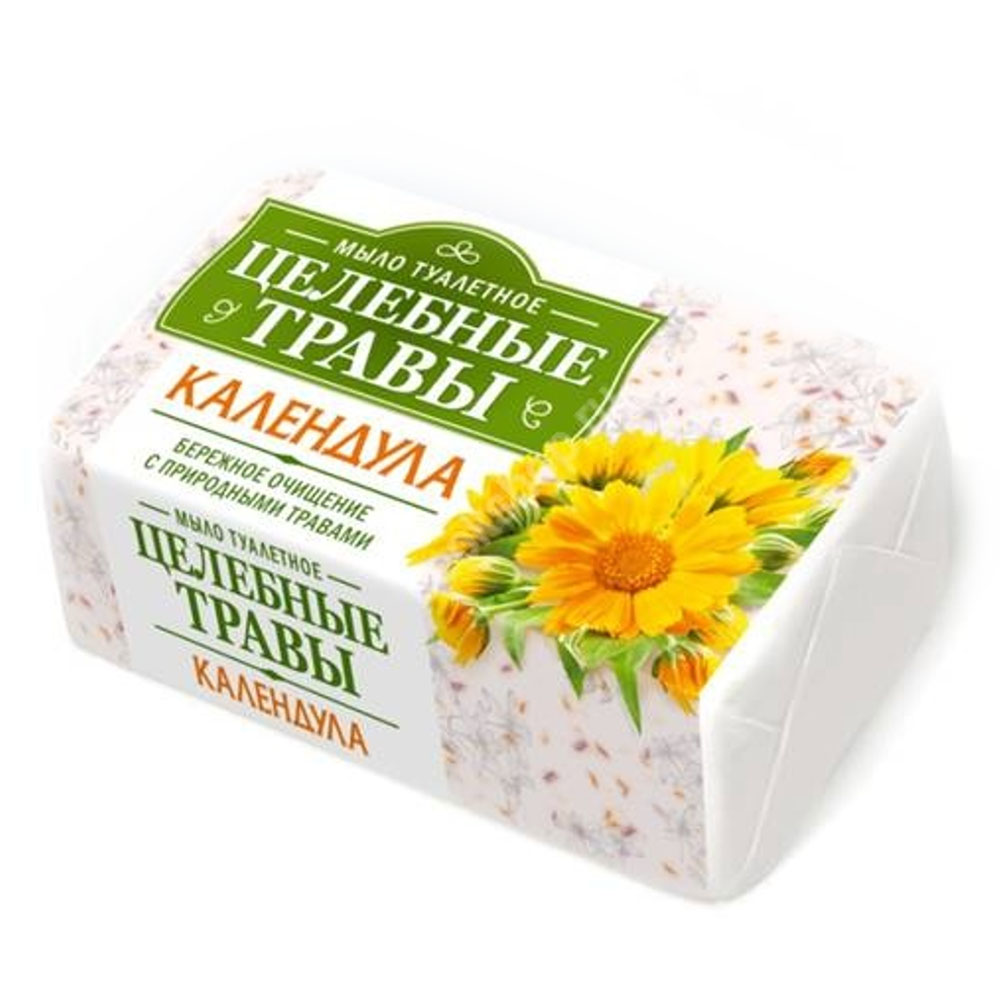 МЫЛО ТУАЛЕТНОЕ
ЦЕЛЕБНЫЕ
ТРАВЫ
КАЛЕНДУЛА
БЕРЕЖНОЕ ОЧИЩЕНИЕ
С ПРИРОДНЫМИ ТРАВАМИ
МЫЛО ТУАЛЕТНОЕ
ЦЕЛЕБНЫЕ
ТРАВЫ
КАЛЕНДУЛА